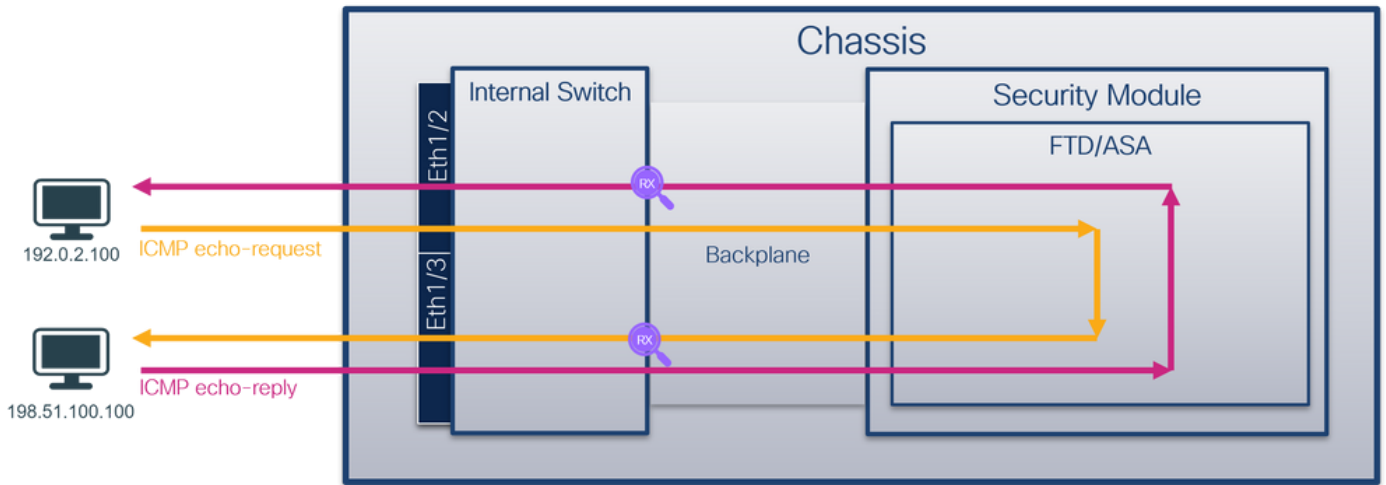 Chassis
Internal Switch
Security Module
FTD/ASA
Eth1/2
RX
192.0.2.100
ICMP echo-request
Backplane
Eth1/3
RX
198.51.100.100
ICMP echo-reply